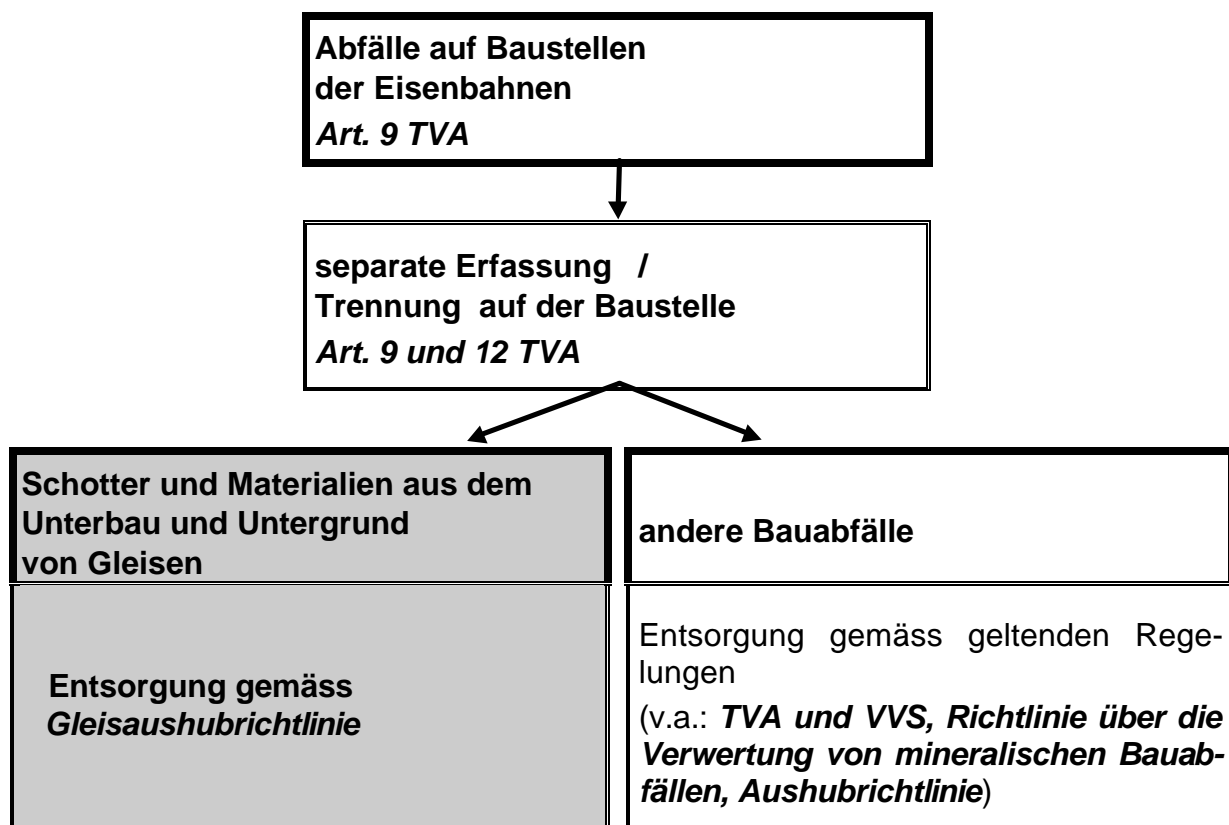 Abfälle auf Baustellen
der Eisenbahnen
Art. 9 TVA
separate Erfassung /
Trennung auf der Baustelle
Art. 9 und 12 TVA
Schotter und Materialien aus dem
Unterbau und Untergrund
von Gleisen
Entsorgung gemäss
Gleisaushubrichtlinie
andere Bauabfälle
Entsorgung gemäss geltenden Rege-
lungen
(v.a.: TVA und VVS, Richtlinie über die
Verwertung von mineralischen Bauab-
fällen, Aushubrichtlinie)